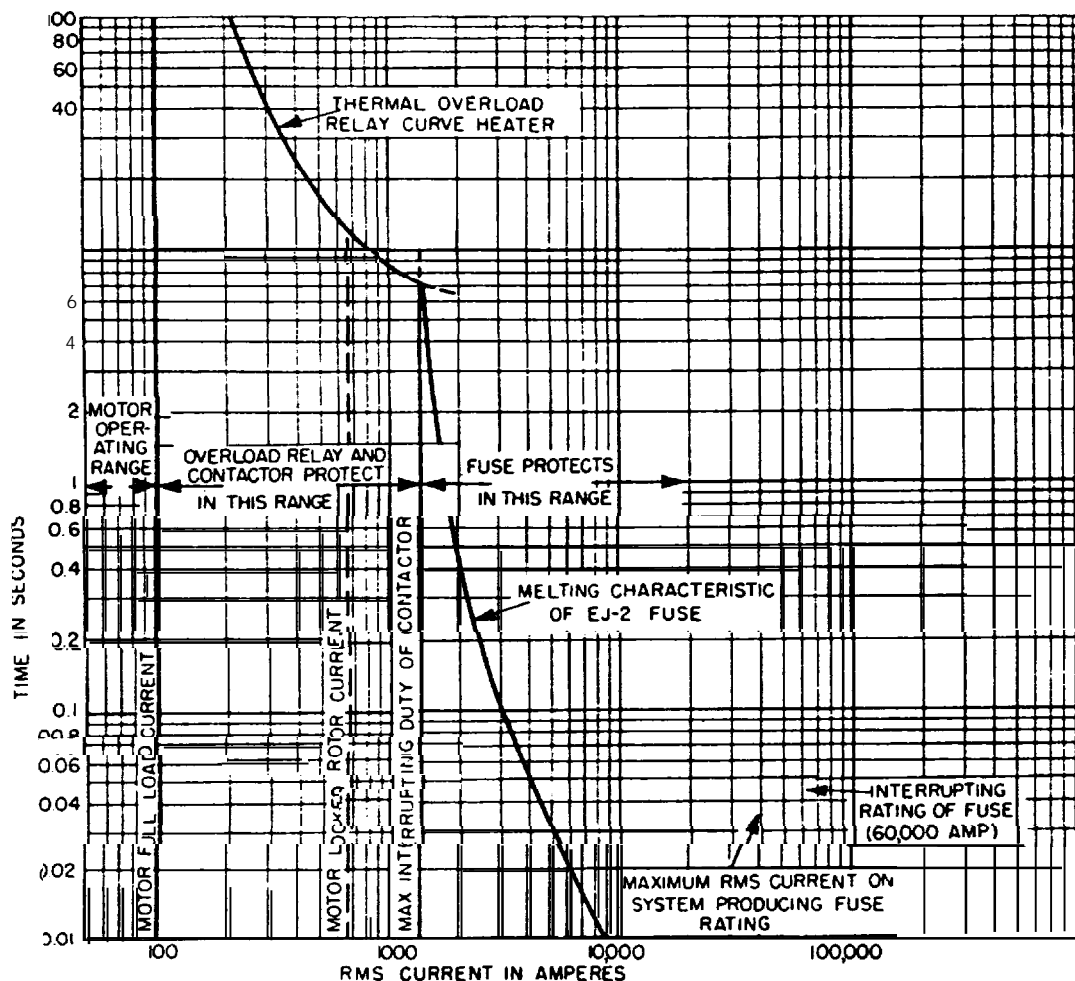 100
80
60
40
6
4
2
1
0.8
0.6
0.4
0.2
0.1
0.8
0.06
0.04
0.02
0.01
TIME IN SECONDS
THERMAL OVERLOAD
RELAY CURVE HEATER
MOTOR
OPER-
ATING
RANGE
OVERLOAD RELAY AND
CONTACTOR PROTECT
IN THIS RANGE
FUSE PROTECTS
IN THIS RANGE
MELTING CHARACTERISTIC
OF EJ-2 FUSE
MOTOR FULL LOAD CURRENT
MOTOR LOCKED ROTOR CURRENT
MAX INTERRUPTING DUTY OF CONTACTOR
INTERRUPTING
RATING OF FUSE
(60,000 AMP)
MAXIMUM RMS CURRENT ON
SYSTEM PRODUCING FUSE
RATING
100
1000
10,000
100,000
RMS CURRENT IN AMPERES